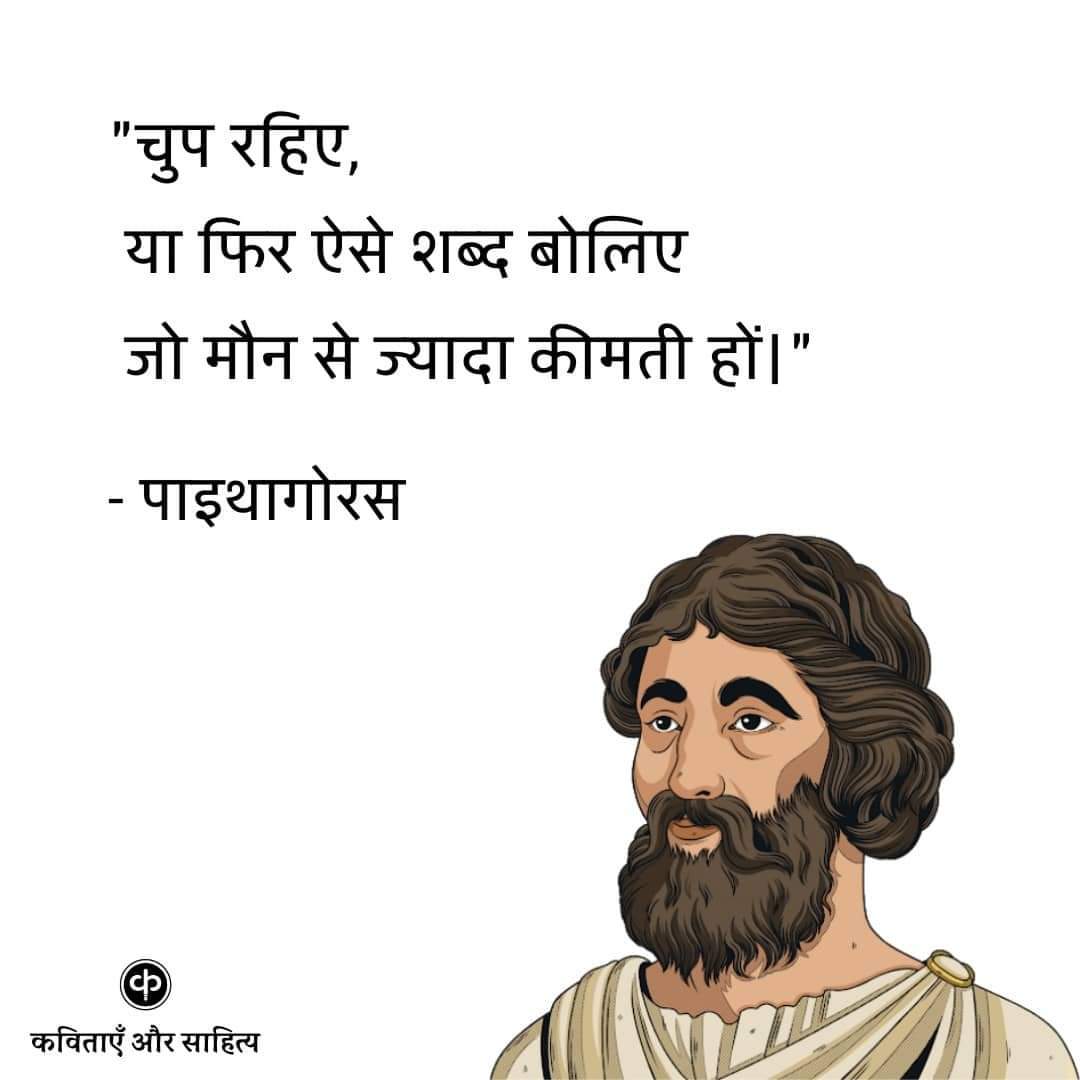 "चुप रहिए,
या फिर ऐसे शब्द बोलिए
जो मौन से ज्यादा कीमती हों|"
- पाइथागोरस
क
कविताएँ और साहित्य